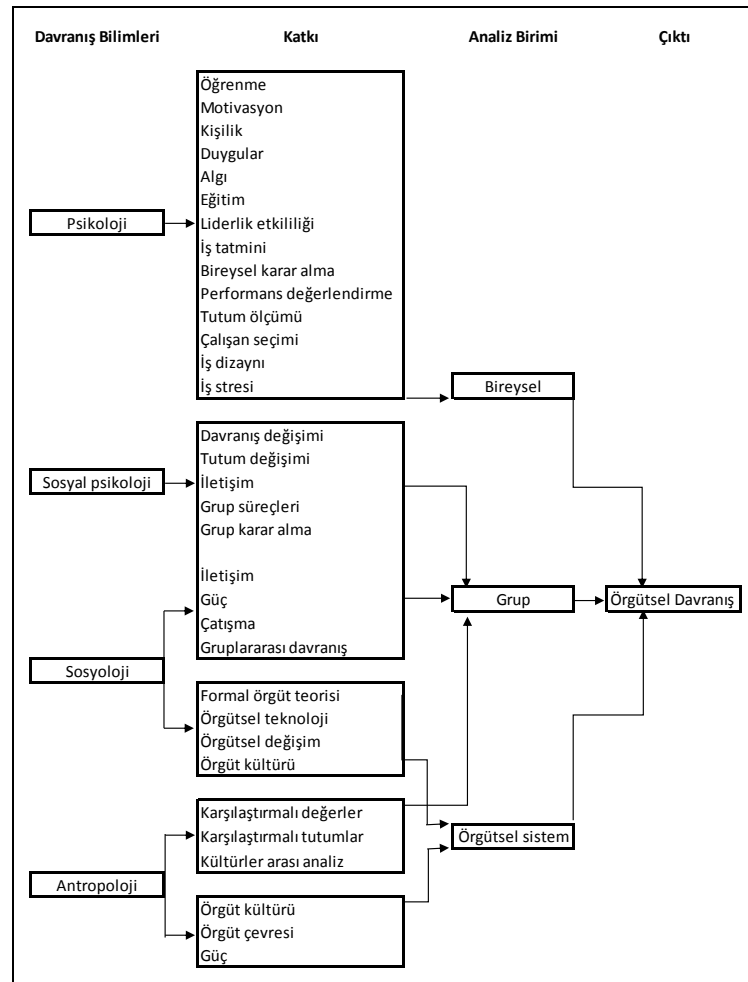 Davranış Bilimleri Katkı Analiz Birimi Çıktı
Öğrenme
Motivasyon
Kişilik
Duygular
Algı
Eğitim
Psikoloji
Liderlik etkililiği
İş tatmini
Bireysel karar alma
Performans değerlendirme
Tutum ölçümü
Çalışan seçimi
İş dizaynı
İş stresi
Bireysel
Davranış değişimi
Tutum değişimi
Sosyal psikoloji
İletişim
Grup süreçleri
Grup karar alma
İletişim
Güç
Çatışma
Gruplararası davranış
Grup
Örgütsel Davranış
Sosyoloji
Formal örgüt teorisi
Örgütsel teknoloji
Örgütsel değişim
Örgüt kültürü
Karşılaştırmalı değerler
Karşılaştırmalı tutumlar
Kültürler arası analiz
Örgütsel sistem
Antropoloji
Örgüt kültürü
Örgüt çevresi
Güç